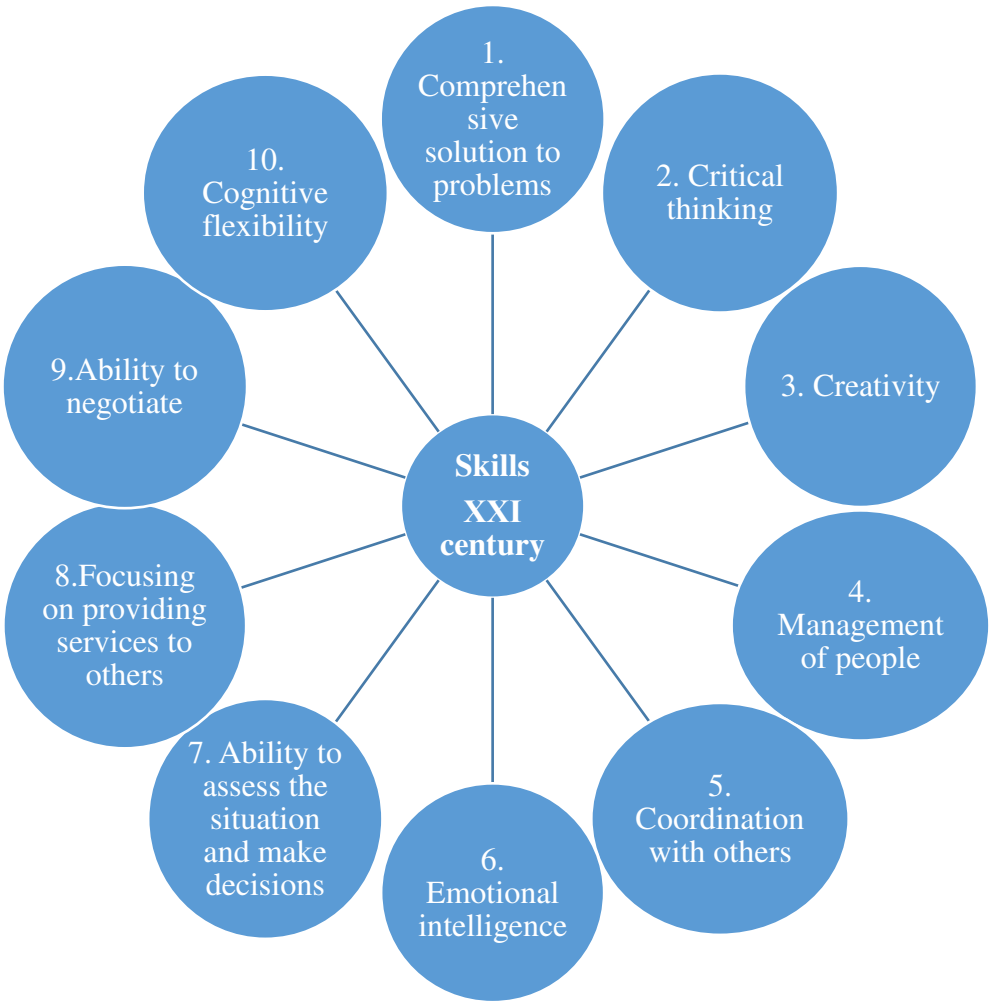 1.
Comprehen
sive
solution to
problems
2. Critical
thinking
3. Creativity
4.
Management
of people
5.
Coordination
with others
6.
Emotional
intelligence
7. Ability to
assess the
situation
and make
decisions
8.Focusing
on providing
services to
others
9.Ability to
negotiate
10.
Cognitive
flexibility
Skills
XXI
century